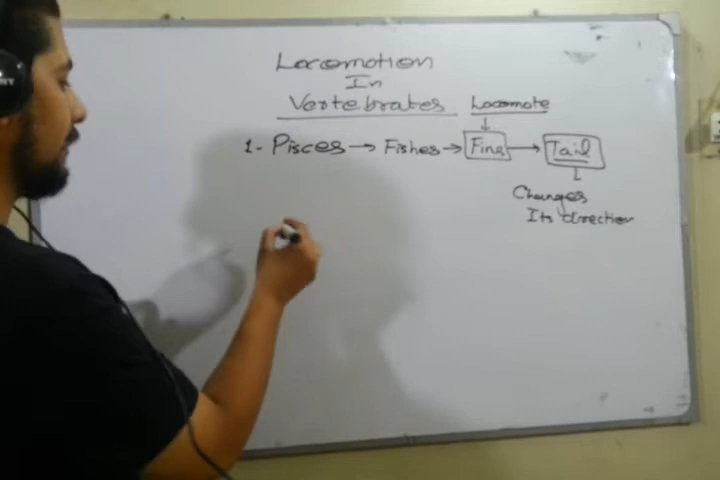 Locomotion
In
Vertebrates
Locomote
1- Pisces → Fishes → Fins → Tail
Changes
Its direction